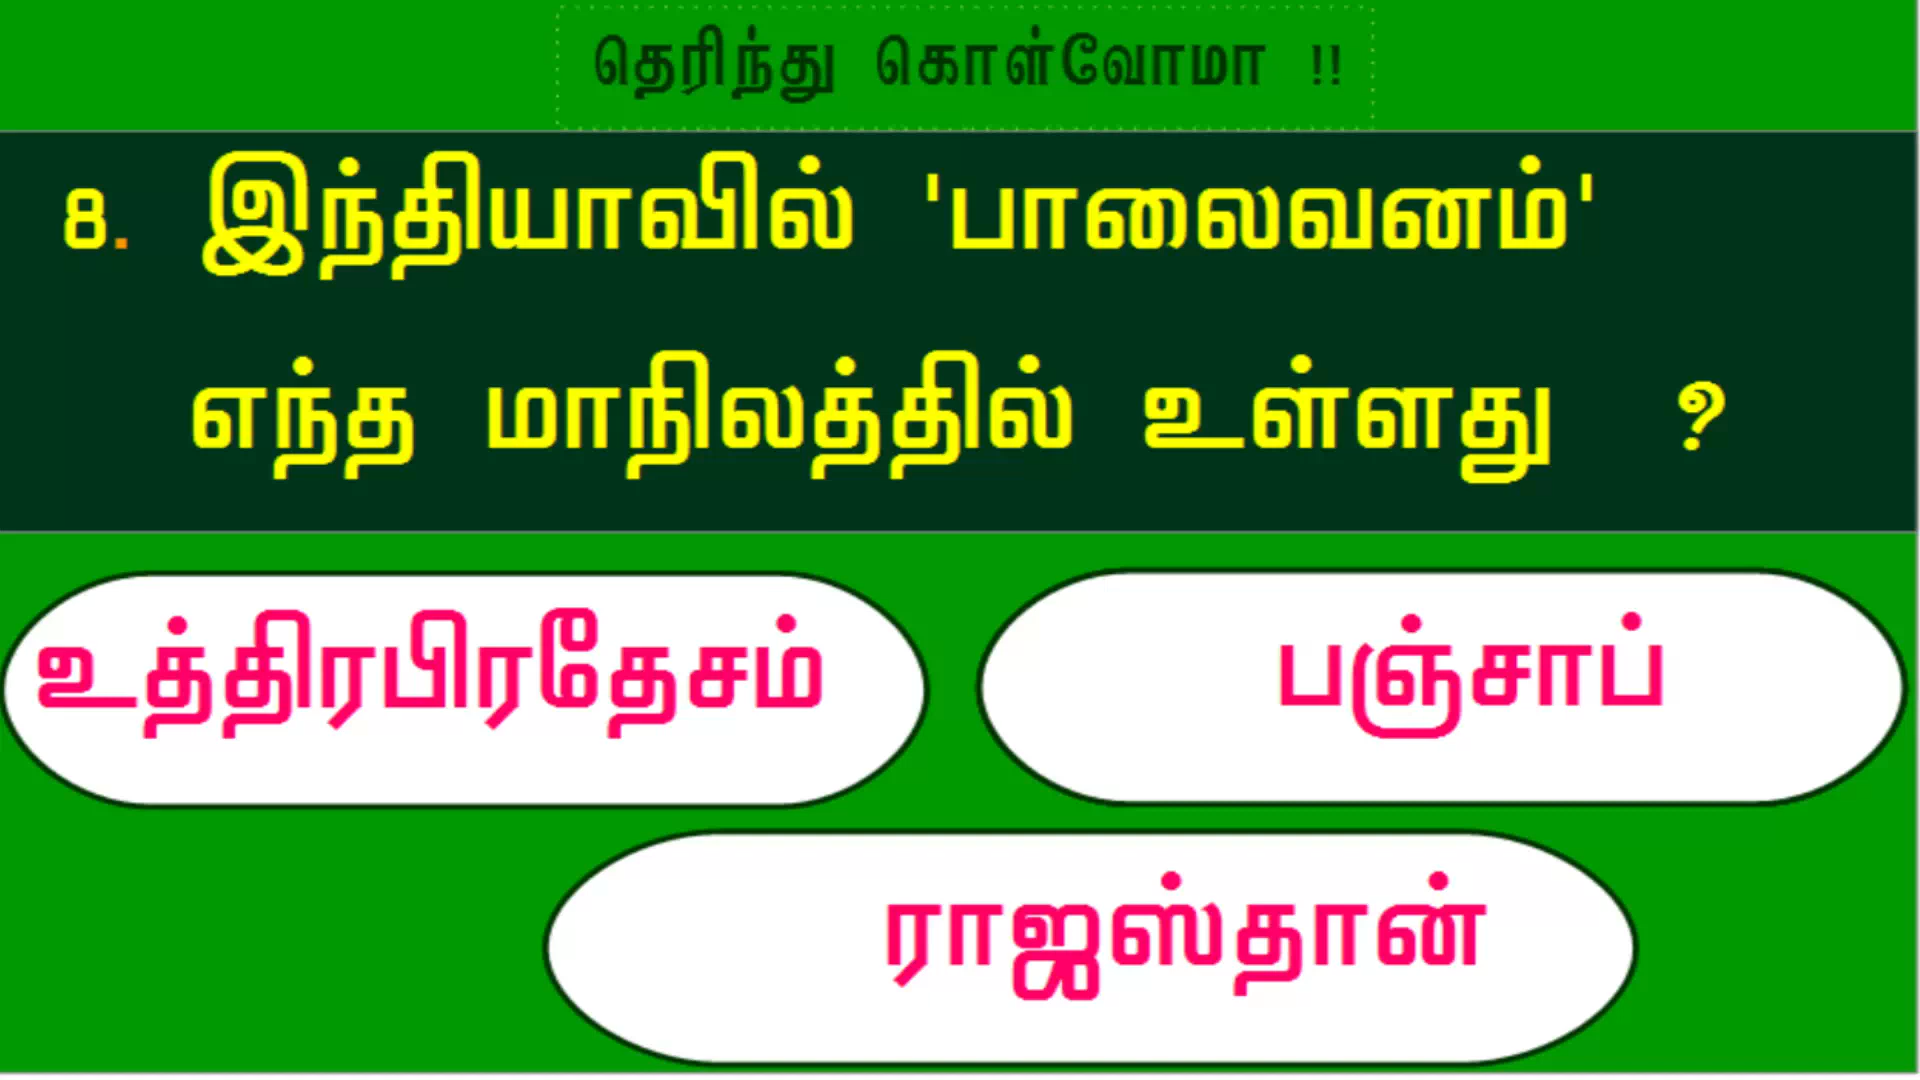 தெரிந்து கொள்வோமா !!
8. இந்தியாவில் 'பாலைவனம்'
எந்த மாநிலத்தில் உள்ளது ?
உத்திரபிரதேசம்
பஞ்சாப்
ராஜஸ்தான்